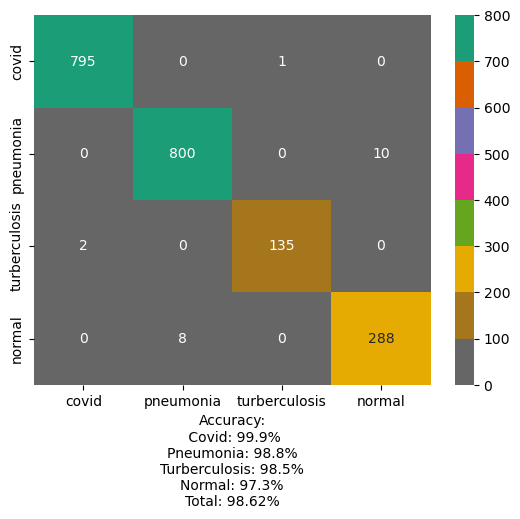 covid 795 0 1 0
pneumonia 0 800 0 10
turberculosis 2 0 135 0
normal 0 8 0 288
covid pneumonia turberculosis normal
800
700
600
500
400
300
200
100
0
Accuracy:
Covid: 99.9%
Pneumonia: 98.8%
Turberculosis: 98.5%
Normal: 97.3%
Total: 98.62%